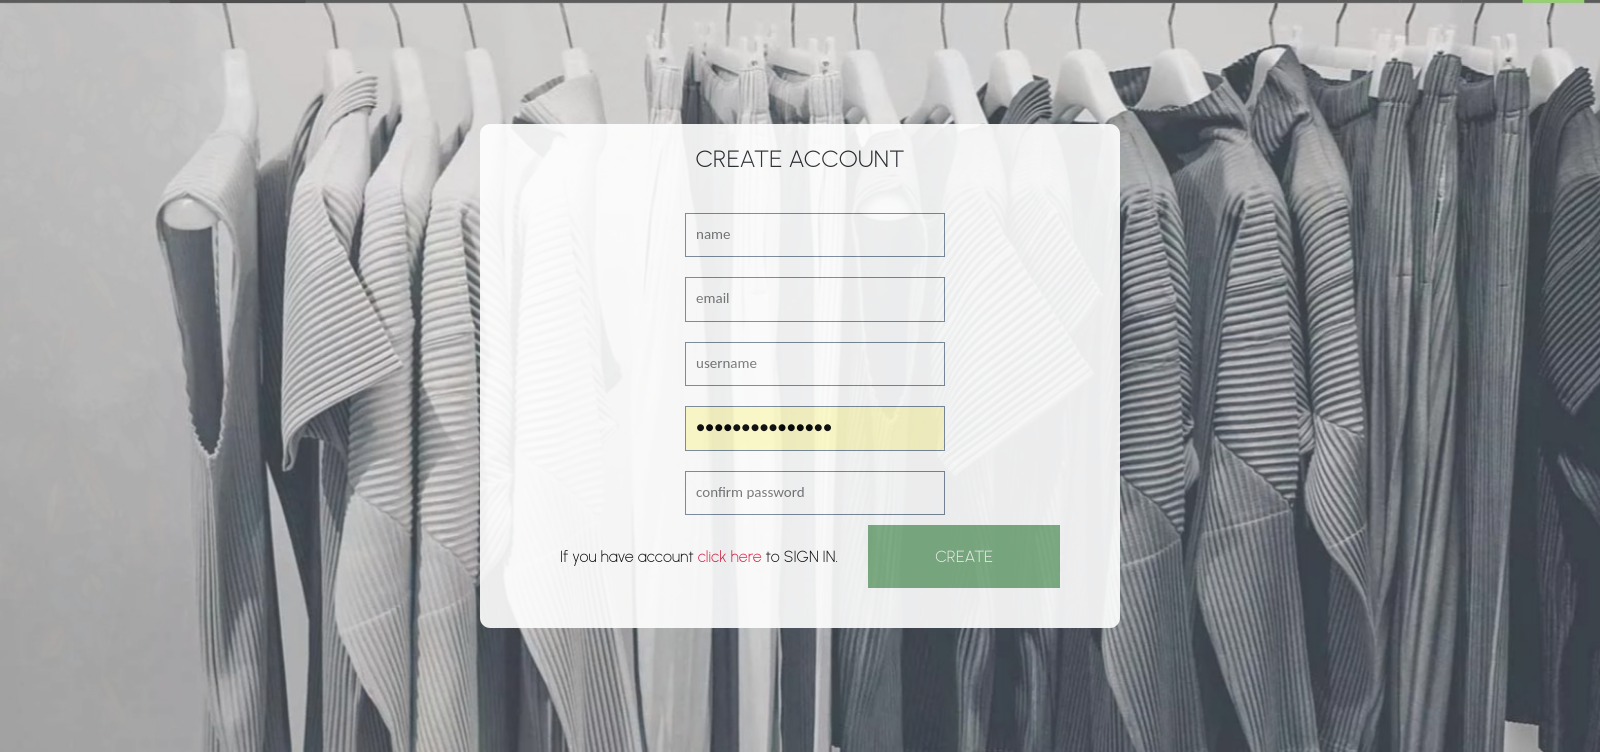 CREATE ACCOUNT
name
email
username
•••••••••••••••
confirm password
If you have account click here to SIGN IN.
CREATE